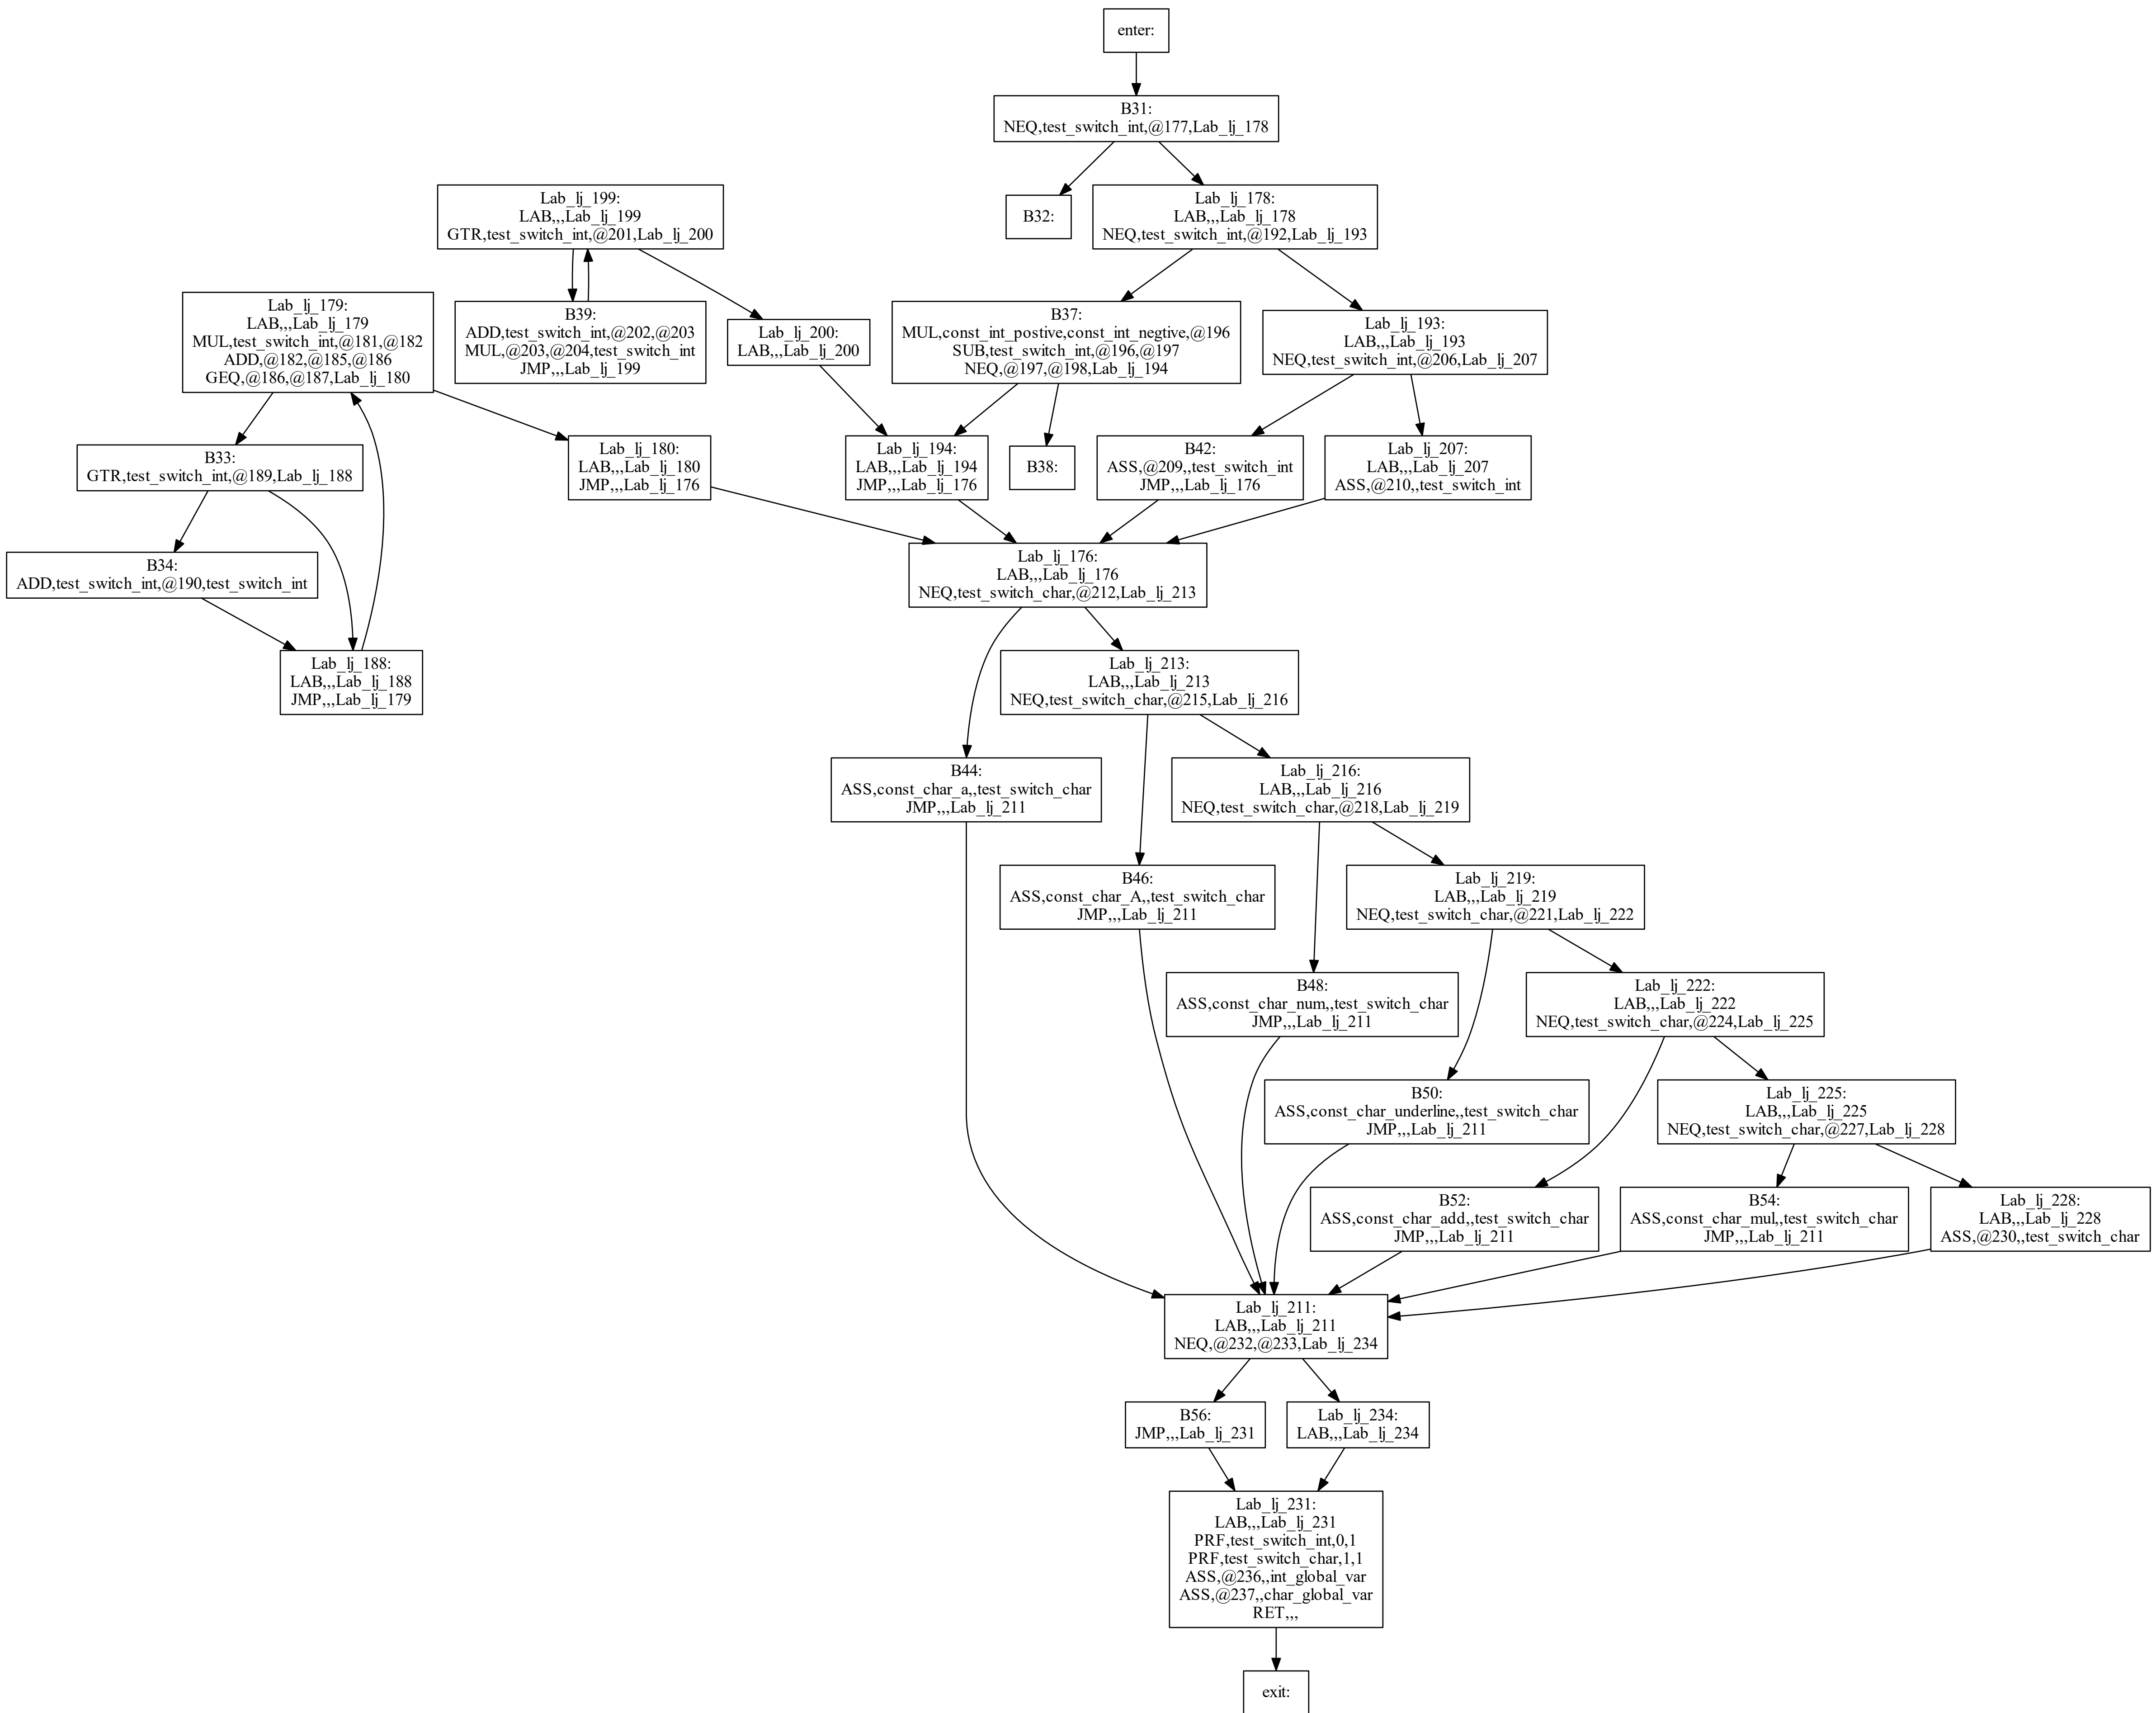 enter:
B31:
NEQ,test_switch_int,@177,Lab_lj_178
B32:
Lab_lj_178:
LAB,,,Lab_lj_178
NEQ,test_switch_int,@192,Lab_lj_193
Lab_lj_199:
LAB,,,Lab_lj_199
GTR,test_switch_int,@201,Lab_lj_200
Lab_lj_179:
LAB,,,Lab_lj_179
MUL,test_switch_int,@181,@182
ADD,@182,@185,@186
GEQ,@186,@187,Lab_lj_180
B39:
ADD,test_switch_int,@202,@203
MUL,@203,@204,test_switch_int
JMP,,,Lab_lj_199
Lab_lj_200:
LAB,,,Lab_lj_200
B37:
MUL,const_int_postive,const_int_negtive,@196
SUB,test_switch_int,@196,@197
NEQ,@197,@198,Lab_lj_194
Lab_lj_193:
LAB,,,Lab_lj_193
NEQ,test_switch_int,@206,Lab_lj_207
B33:
GTR,test_switch_int,@189,Lab_lj_188
Lab_lj_180:
LAB,,,Lab_lj_180
JMP,,,Lab_lj_176
Lab_lj_194:
LAB,,,Lab_lj_194
JMP,,,Lab_lj_176
B38:
B42:
ASS,@209,,test_switch_int
JMP,,,Lab_lj_176
Lab_lj_207:
LAB,,,Lab_lj_207
ASS,@210,,test_switch_int
B34:
ADD,test_switch_int,@190,test_switch_int
Lab_lj_176:
LAB,,,Lab_lj_176
NEQ,test_switch_char,@212,Lab_lj_213
Lab_lj_188:
LAB,,,Lab_lj_188
JMP,,,Lab_lj_179
Lab_lj_213:
LAB,,,Lab_lj_213
NEQ,test_switch_char,@215,Lab_lj_216
B44:
ASS,const_char_a,,test_switch_char
JMP,,,Lab_lj_211
Lab_lj_216:
LAB,,,Lab_lj_216
NEQ,test_switch_char,@218,Lab_lj_219
B46:
ASS,const_char_A,,test_switch_char
JMP,,,Lab_lj_211
Lab_lj_219:
LAB,,,Lab_lj_219
NEQ,test_switch_char,@221,Lab_lj_222
B48:
ASS,const_char_num,,test_switch_char
JMP,,,Lab_lj_211
Lab_lj_222:
LAB,,,Lab_lj_222
NEQ,test_switch_char,@224,Lab_lj_225
B50:
ASS,const_char_underline,,test_switch_char
JMP,,,Lab_lj_211
Lab_lj_225:
LAB,,,Lab_lj_225
NEQ,test_switch_char,@227,Lab_lj_228
B52:
ASS,const_char_add,,test_switch_char
JMP,,,Lab_lj_211
B54:
ASS,const_char_mul,,test_switch_char
JMP,,,Lab_lj_211
Lab_lj_228:
LAB,,,Lab_lj_228
ASS,@230,,test_switch_char
Lab_lj_211:
LAB,,,Lab_lj_211
NEQ,@232,@233,Lab_lj_234
B56:
JMP,,,Lab_lj_231
Lab_lj_234:
LAB,,,Lab_lj_234
Lab_lj_231:
LAB,,,Lab_lj_231
PRF,test_switch_int,0,1
PRF,test_switch_char,1,1
ASS,@236,,int_global_var
ASS,@237,,char_global_var
RET,,,
exit: